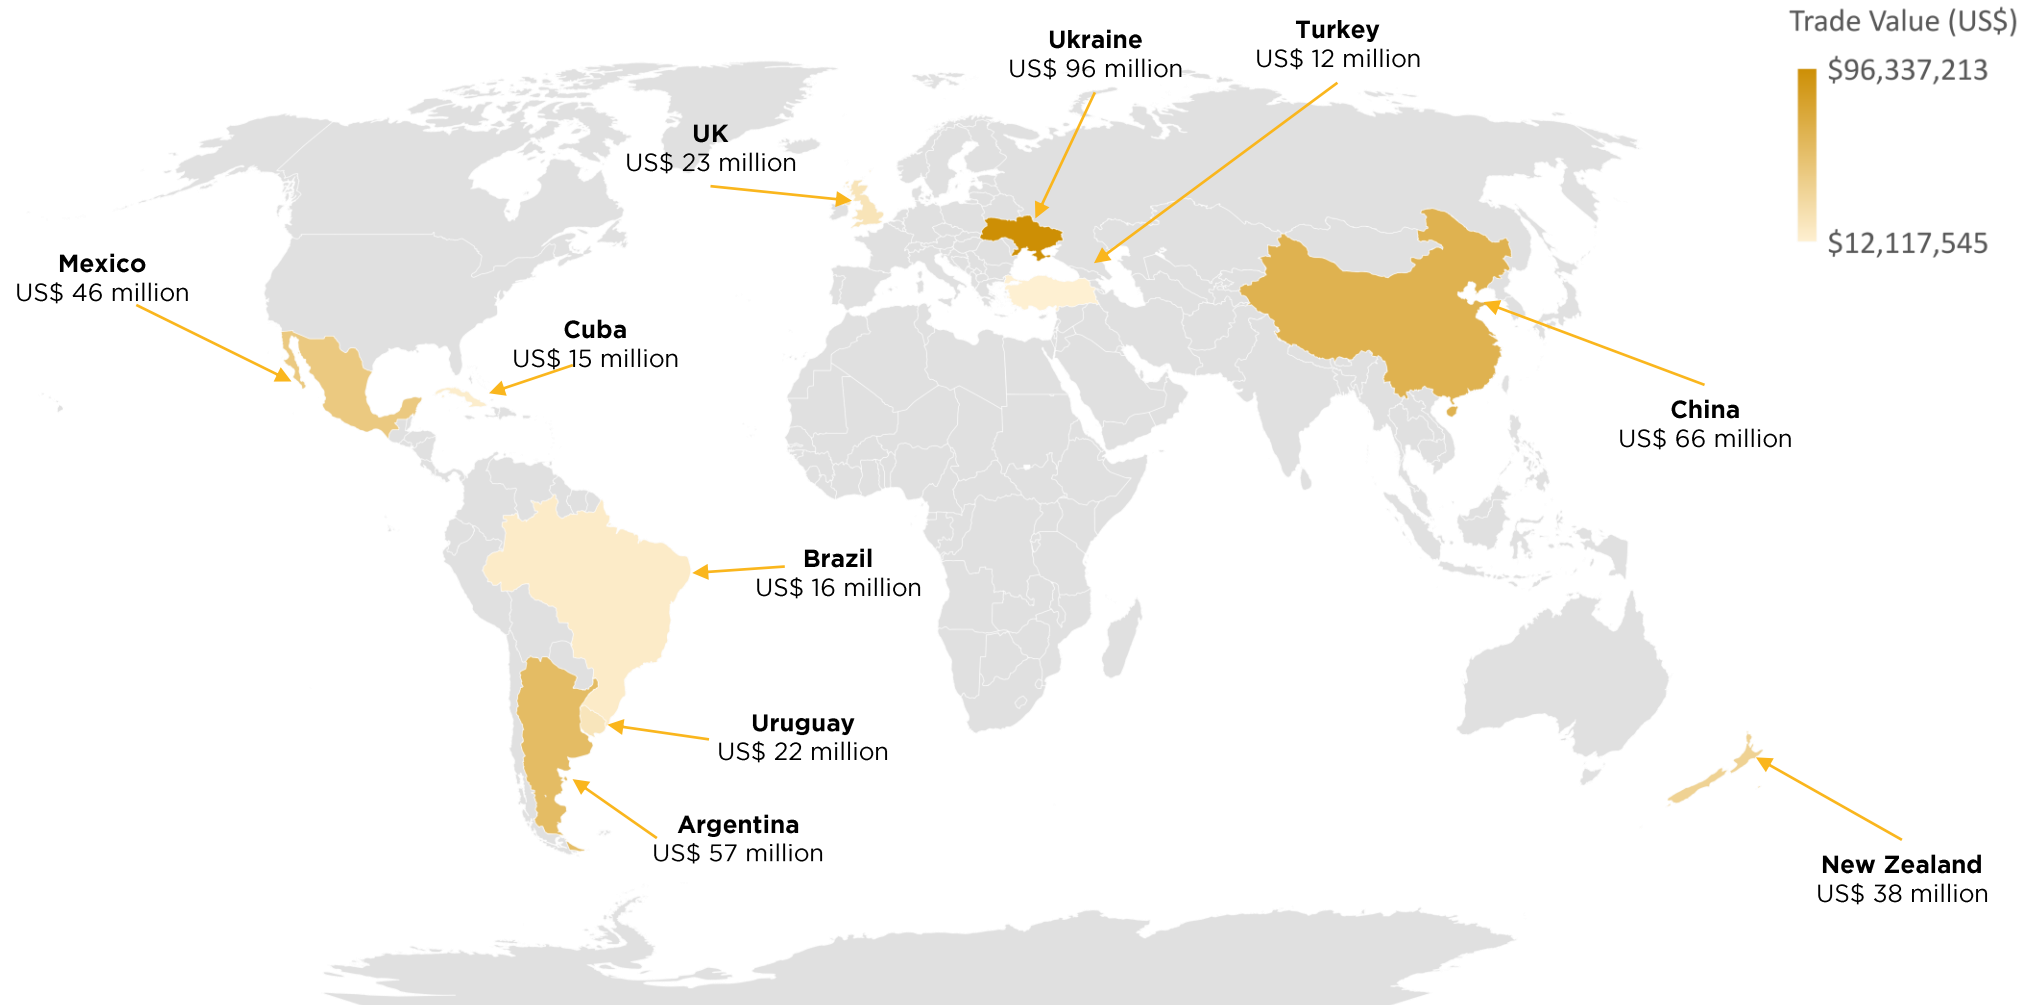 Trade Value (US$)
$96,337,213
$12,117,545
Turkey
US$ 12 million
Ukraine
US$ 96 million
UK
US$ 23 million
Mexico
US$ 46 million
Cuba
US$ 15 million
China
US$ 66 million
Brazil
US$ 16 million
Uruguay
US$ 22 million
Argentina
US$ 57 million
New Zealand
US$ 38 million